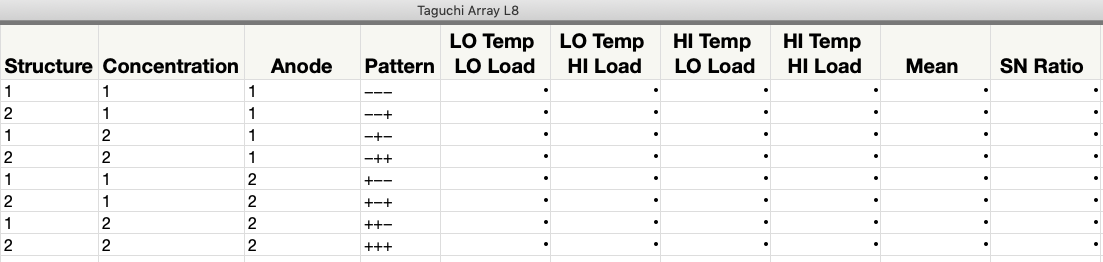 Taguchi Array L8
LO Temp LO Temp HI Temp HI Temp
Structure Concentration Anode Pattern LO Load HI Load LO Load HI Load Mean SN Ratio
1 1 1 −−− • • • • • •
2 1 1 −−+ • • • • • •
1 2 1 −+− • • • • • •
2 2 1 −++ • • • • • •
1 1 2 +−− • • • • • •
2 1 2 +−+ • • • • • •
1 2 2 ++− • • • • • •
2 2 2 +++ • • • • • •